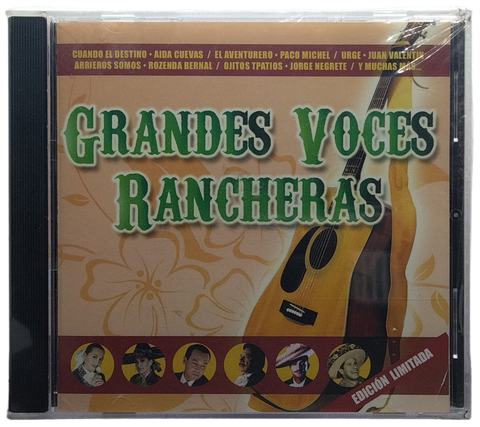 CUANDO EL DESTINO • AIDA CUEVAS / EL AVENTURERO • PACO MICHEL / URGE • JUAN VALENTIN
ARRIEROS SOMOS • ROZENDA BERNAL / OJITOS TPATIOS • JORGE NEGRETE / Y MUCHAS MAS...
GRANDES VOCES
RANCHERAS
EDICIÓN LIMITADA